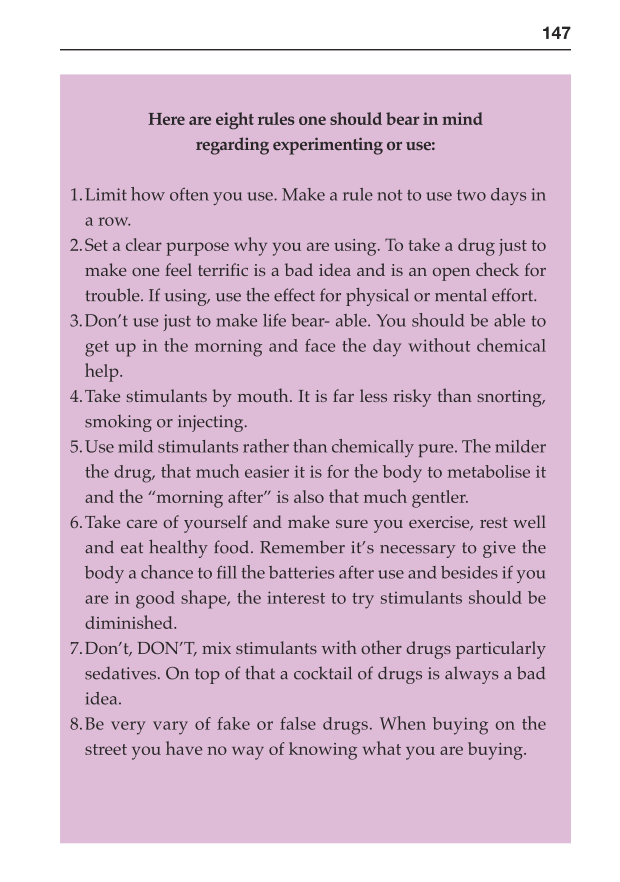 147
Here are eight rules one should bear in mind
regarding experimenting or use:
1.Limit how often you use. Make a rule not to use two days in
a row.
2.Set a clear purpose why you are using. To take a drug just to
make one feel terrific is a bad idea and is an open check for
trouble. If using, use the effect for physical or mental effort.
3.Don’t use just to make life bear- able. You should be able to
get up in the morning and face the day without chemical
help.
4.Take stimulants by mouth. It is far less risky than snorting,
smoking or injecting.
5.Use mild stimulants rather than chemically pure. The milder
the drug, that much easier it is for the body to metabolise it
and the “morning after” is also that much gentler.
6.Take care of yourself and make sure you exercise, rest well
and eat healthy food. Remember it’s necessary to give the
body a chance to fill the batteries after use and besides if you
are in good shape, the interest to try stimulants should be
diminished.
7.Don’t, DON’T, mix stimulants with other drugs particularly
sedatives. On top of that a cocktail of drugs is always a bad
idea.
8.Be very vary of fake or false drugs. When buying on the
street you have no way of knowing what you are buying.